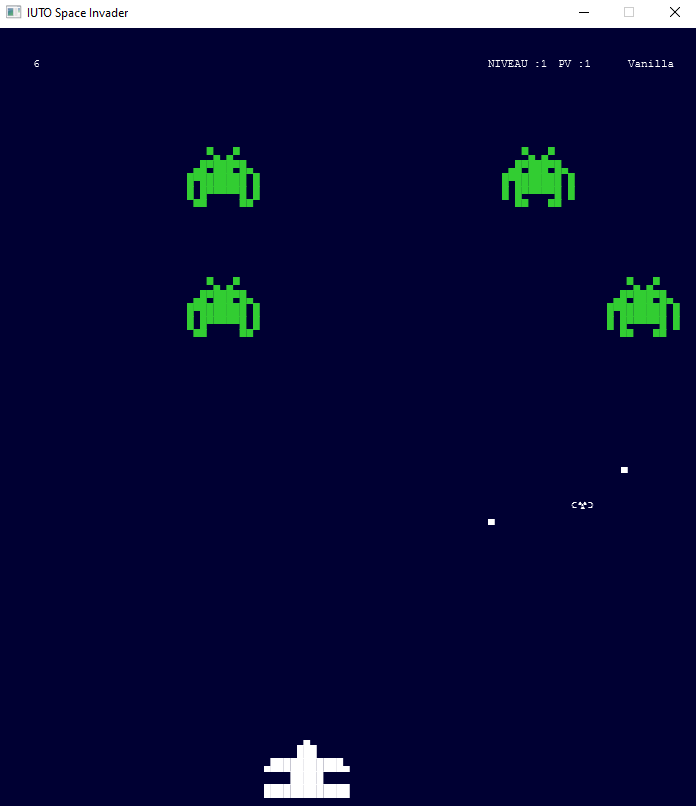 IUTO Space Invader
6 NIVEAU :1 PV :1 Vanilla
⊂☢⊃